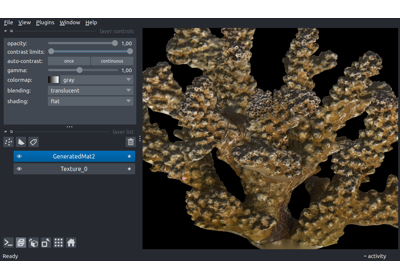 File View Plugins Window Help
layer controls
opacity: 1,00
contrast limits:
auto-contrast: once continuous
gamma: 1,00
colormap: gray
blending: translucent
shading: flat
layer list
GeneratedMat2
Texture_0
Ready
activity